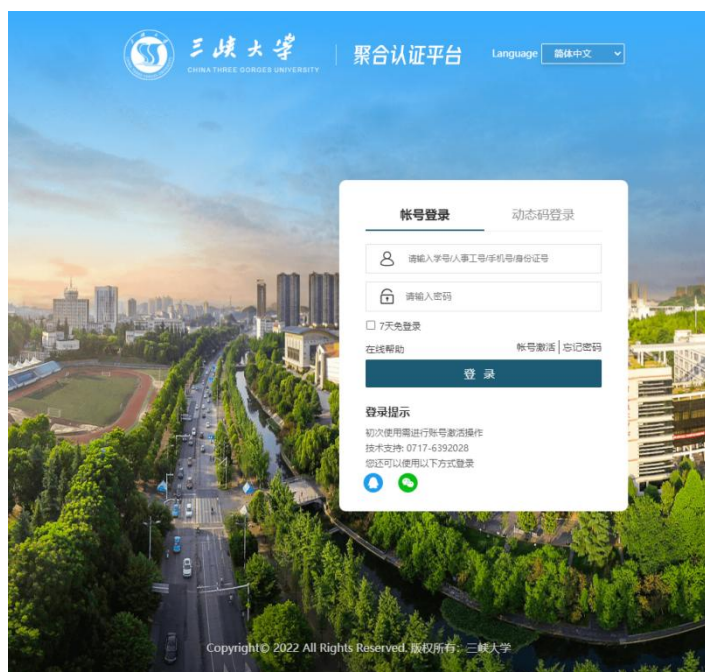 三峡大学
CHINA THREE GORGES UNIVERSITY
聚合认证平台
Language 简体中文
帐号登录 动态码登录
请输入学号/人事工号/手机号/身份证号
请输入密码
7天免登录
在线帮助 帐号激活 忘记密码
登 录
登录提示
初次使用需进行账号激活操作
技术支持: 0717-6392028
您还可以使用以下方式登录
Copyright© 2022 All Rights Reserved. 版权所有：三峡大学